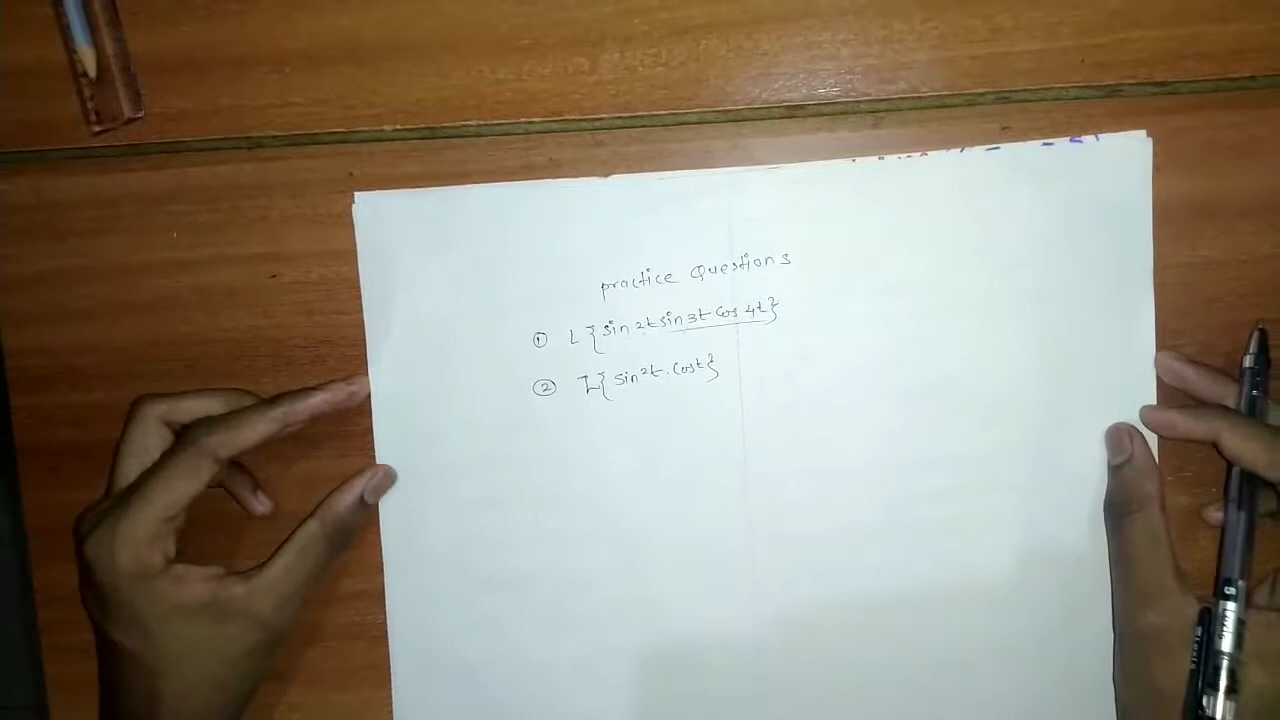 practice Questions
① L{sin 2t sin 3t cos 4t}
② L{sin²t . cost}